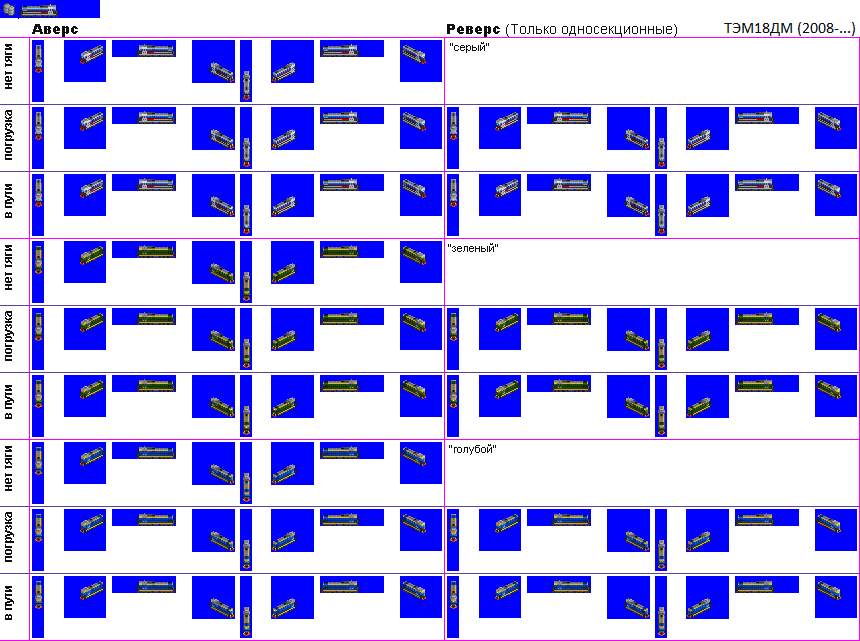 Аверс
Реверс (Только односекционные)
ТЭМ18ДМ (2008-...)
нет тяги
"серый"
погрузка
в пути
нет тяги
"зеленый"
погрузка
в пути
нет тяги
"голубой"
погрузка
в пути